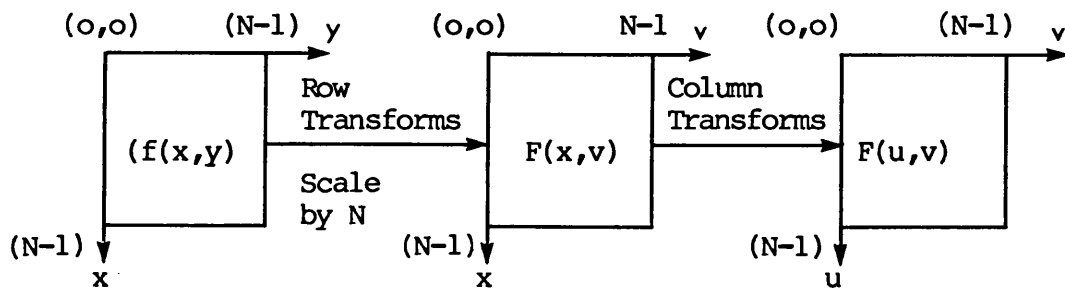 (o,o) (N-1) y
(o,o) N-1 v
(o,o) (N-1) v
Row
Transforms
Column
Transforms
(f(x,y)
F(x,v)
F(u,v)
Scale
by N
(N-1)
(N-1)
(N-1)
x
x
u